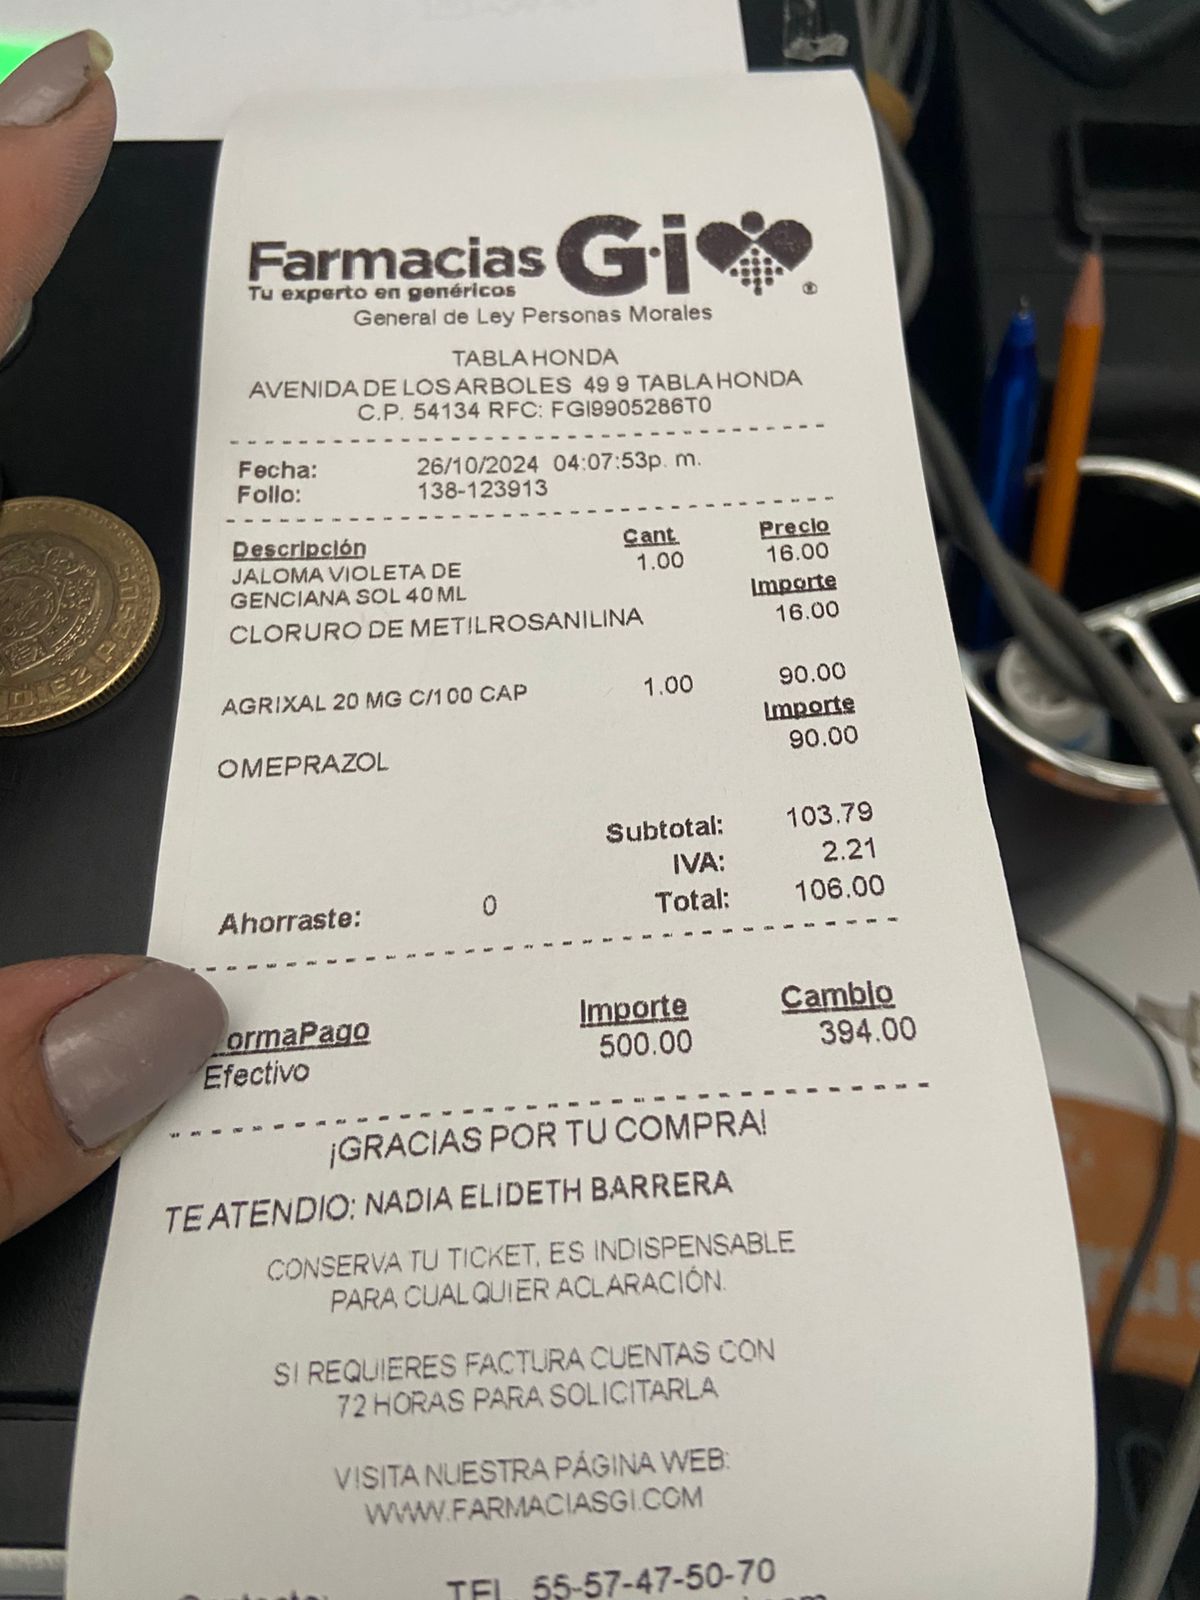 Farmacias G·i
Tu experto en genéricos
®
General de Ley Personas Morales
TABLA HONDA
AVENIDA DE LOS ARBOLES 49 9 TABLA HONDA
C.P. 54134 RFC: FGI9905286T0
Fecha: 26/10/2024 04:07:53p. m.
Folio: 138-123913
Descripción Cant. Precio
JALOMA VIOLETA DE 1.00 16.00
GENCIANA SOL 40 ML Importe
CLORURO DE METILROSANILINA 16.00
AGRIXAL 20 MG C/100 CAP 1.00 90.00
Importe
OMEPRAZOL 90.00
Subtotal: 103.79
IVA: 2.21
Ahorraste: 0 Total: 106.00
ormaPago Importe Cambio
Efectivo 500.00 394.00
¡GRACIAS POR TU COMPRA!
TE ATENDIO: NADIA ELIDETH BARRERA
CONSERVA TU TICKET, ES INDISPENSABLE
PARA CUALQUIER ACLARACIÓN.
SI REQUIERES FACTURA CUENTAS CON
72 HORAS PARA SOLICITARLA
VISITA NUESTRA PÁGINA WEB:
WWW.FARMACIASGI.COM
TEL. 55-57-47-50-70
DIEZ PESOS